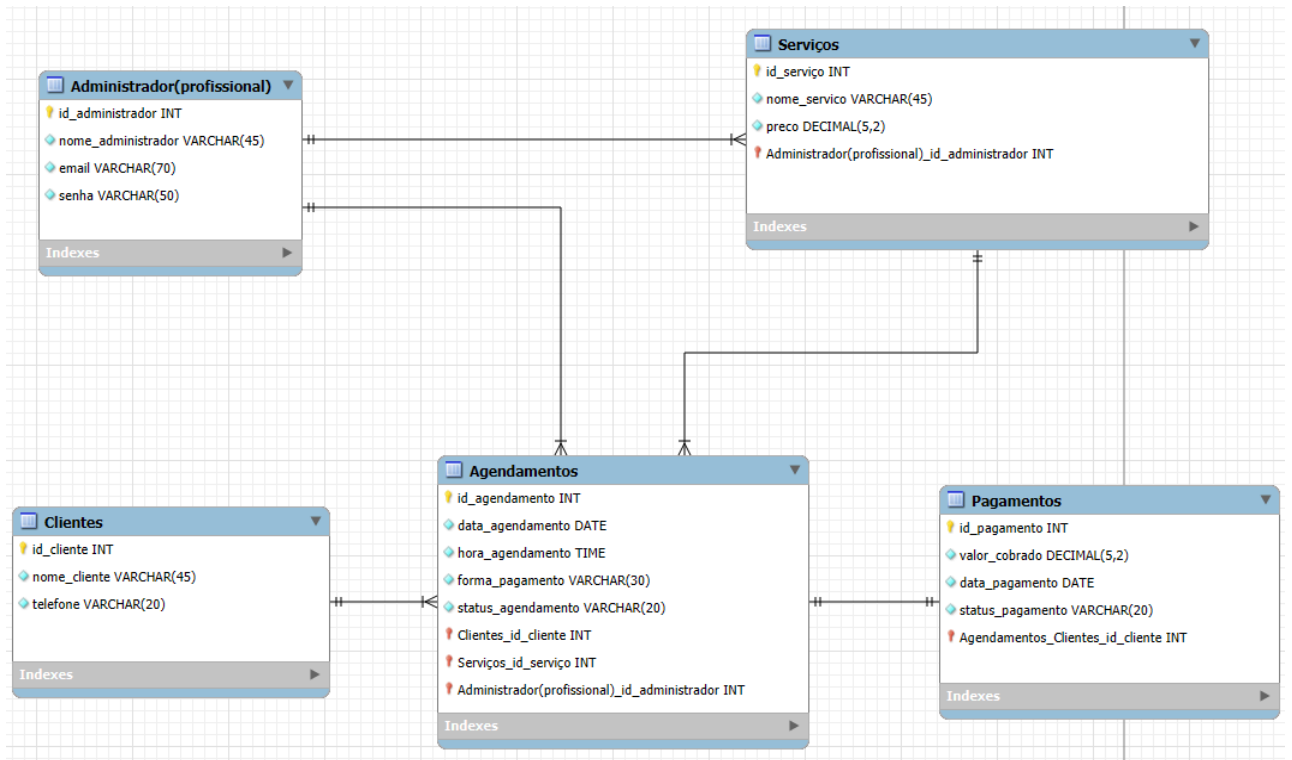 Administrador(profissional)
id_administrador INT
nome_administrador VARCHAR(45)
email VARCHAR(70)
senha VARCHAR(50)
Indexes
Serviços
id_serviço INT
nome_servico VARCHAR(45)
preco DECIMAL(5,2)
Administrador(profissional)_id_administrador INT
Indexes
Clientes
id_cliente INT
nome_cliente VARCHAR(45)
telefone VARCHAR(20)
Indexes
Agendamentos
id_agendamento INT
data_agendamento DATE
hora_agendamento TIME
forma_pagamento VARCHAR(30)
status_agendamento VARCHAR(20)
Clientes_id_cliente INT
Serviços_id_serviço INT
Administrador(profissional)_id_administrador INT
Indexes
Pagamentos
id_pagamento INT
valor_cobrado DECIMAL(5,2)
data_pagamento DATE
status_pagamento VARCHAR(20)
Agendamentos_Clientes_id_cliente INT
Indexes